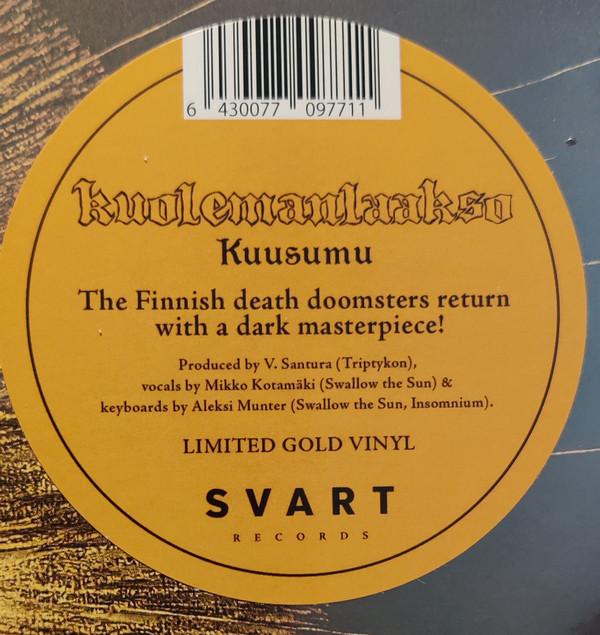 6 430077 097711
kuolemanlaakso
Kuusumu
The Finnish death doomsters return
with a dark masterpiece!
Produced by V. Santura (Triptykon),
vocals by Mikko Kotamäki (Swallow the Sun) &
keyboards by Aleksi Munter (Swallow the Sun, Insomnium).
LIMITED GOLD VINYL
SVART
RECORDS